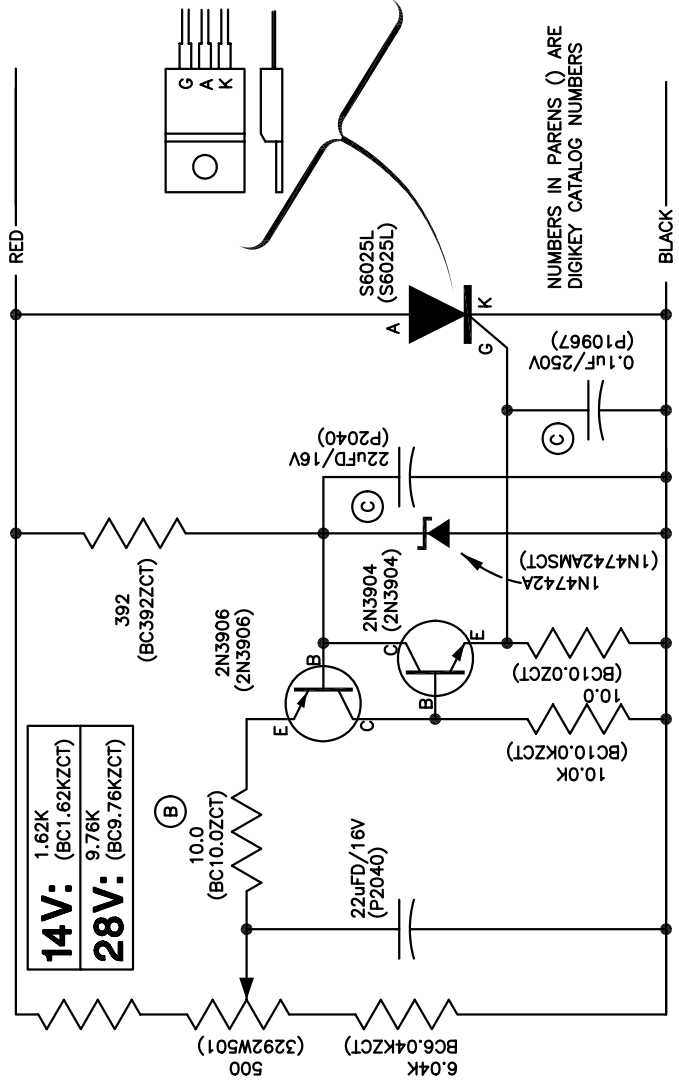 14V: 1.62K
(BC1.62KZCT)
28V: 9.76K
(BC9.76KZCT)
RED
BLACK
G
A
K
NUMBERS IN PARENS () ARE
DIGIKEY CATALOG NUMBERS
S6025L
(S6025L)
A
K
G
0.1uF/250V
(P10967)
C
22uFD/16V
(P2040)
C
392
(BC392ZCT)
1N4742A
(1N4742AMSCT)
2N3904
(2N3904)
C
B
E
2N3906
(2N3906)
B
E
C
10.0
(BC10.0ZCT)
10.0K
(BC10.0KZCT)
B
10.0
(BC10.0ZCT)
22uFD/16V
(P2040)
500
(3292W501)
6.04K
BC6.04KZCT)